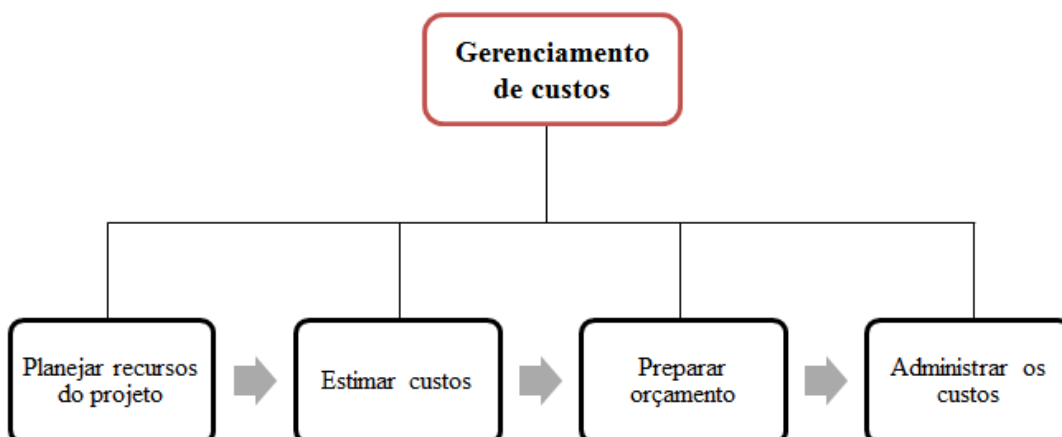 Gerenciamento
de custos
Planejar recursos
do projeto
Estimar custos
Preparar
orçamento
Administrar os
custos